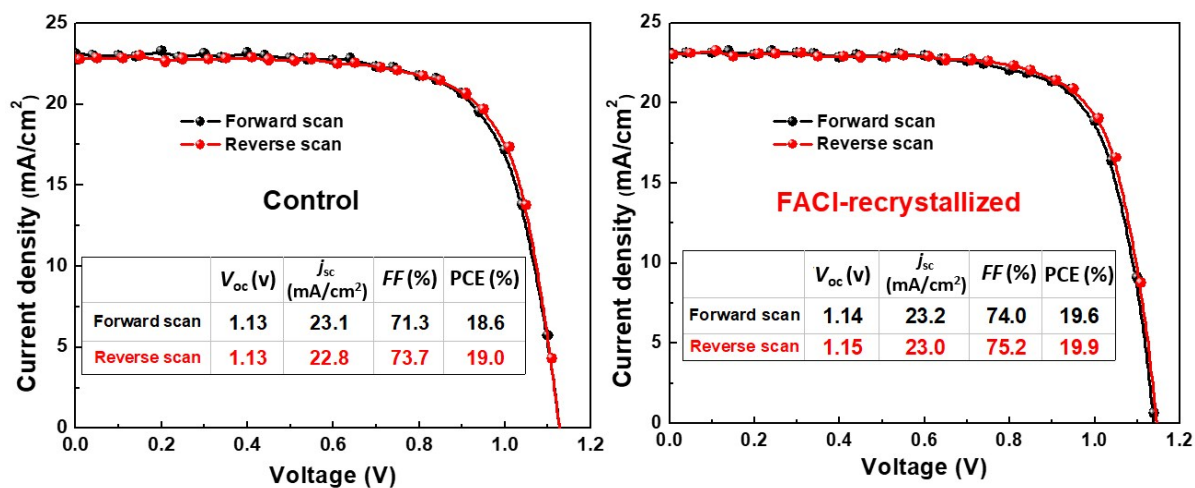 25
20
15
10
5
0
Current density (mA/cm²)
Forward scan
Reverse scan
Control
V_oc (v) j_sc (mA/cm²) FF (%) PCE (%)
Forward scan 1.13 23.1 71.3 18.6
Reverse scan 1.13 22.8 73.7 19.0
0.0 0.2 0.4 0.6 0.8 1.0 1.2
Voltage (V)
25
20
15
10
5
0
Current density (mA/cm²)
Forward scan
Reverse scan
FACl-recrystallized
V_oc (v) j_sc (mA/cm²) FF (%) PCE (%)
Forward scan 1.14 23.2 74.0 19.6
Reverse scan 1.15 23.0 75.2 19.9
0.0 0.2 0.4 0.6 0.8 1.0 1.2
Voltage (V)